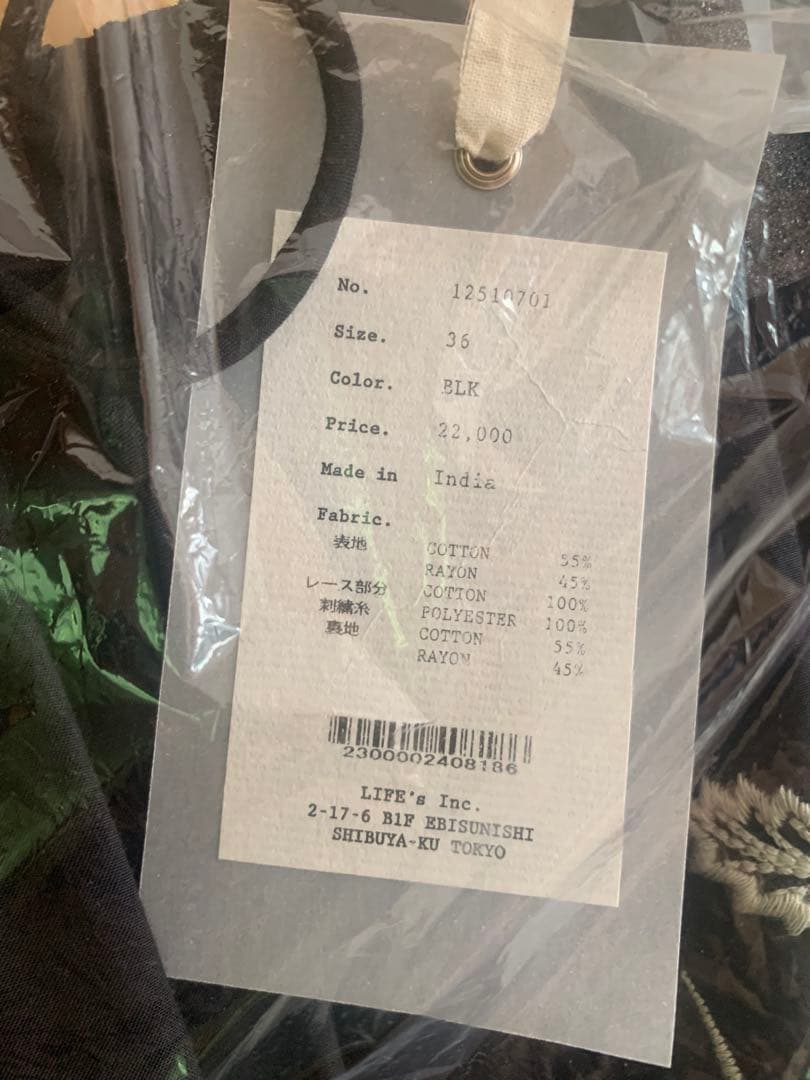 No. 12510701
Size. 36
Color. BLK
Price. 22,000
Made in India
Fabric.
表地 COTTON 55%
RAYON 45%
レース部分 COTTON 100%
刺繍糸 POLYESTER 100%
裏地 COTTON 55%
RAYON 45%
2300002408186
LIFE's Inc.
2-17-6 B1F EBISUNISHI
SHIBUYA-KU TOKYO